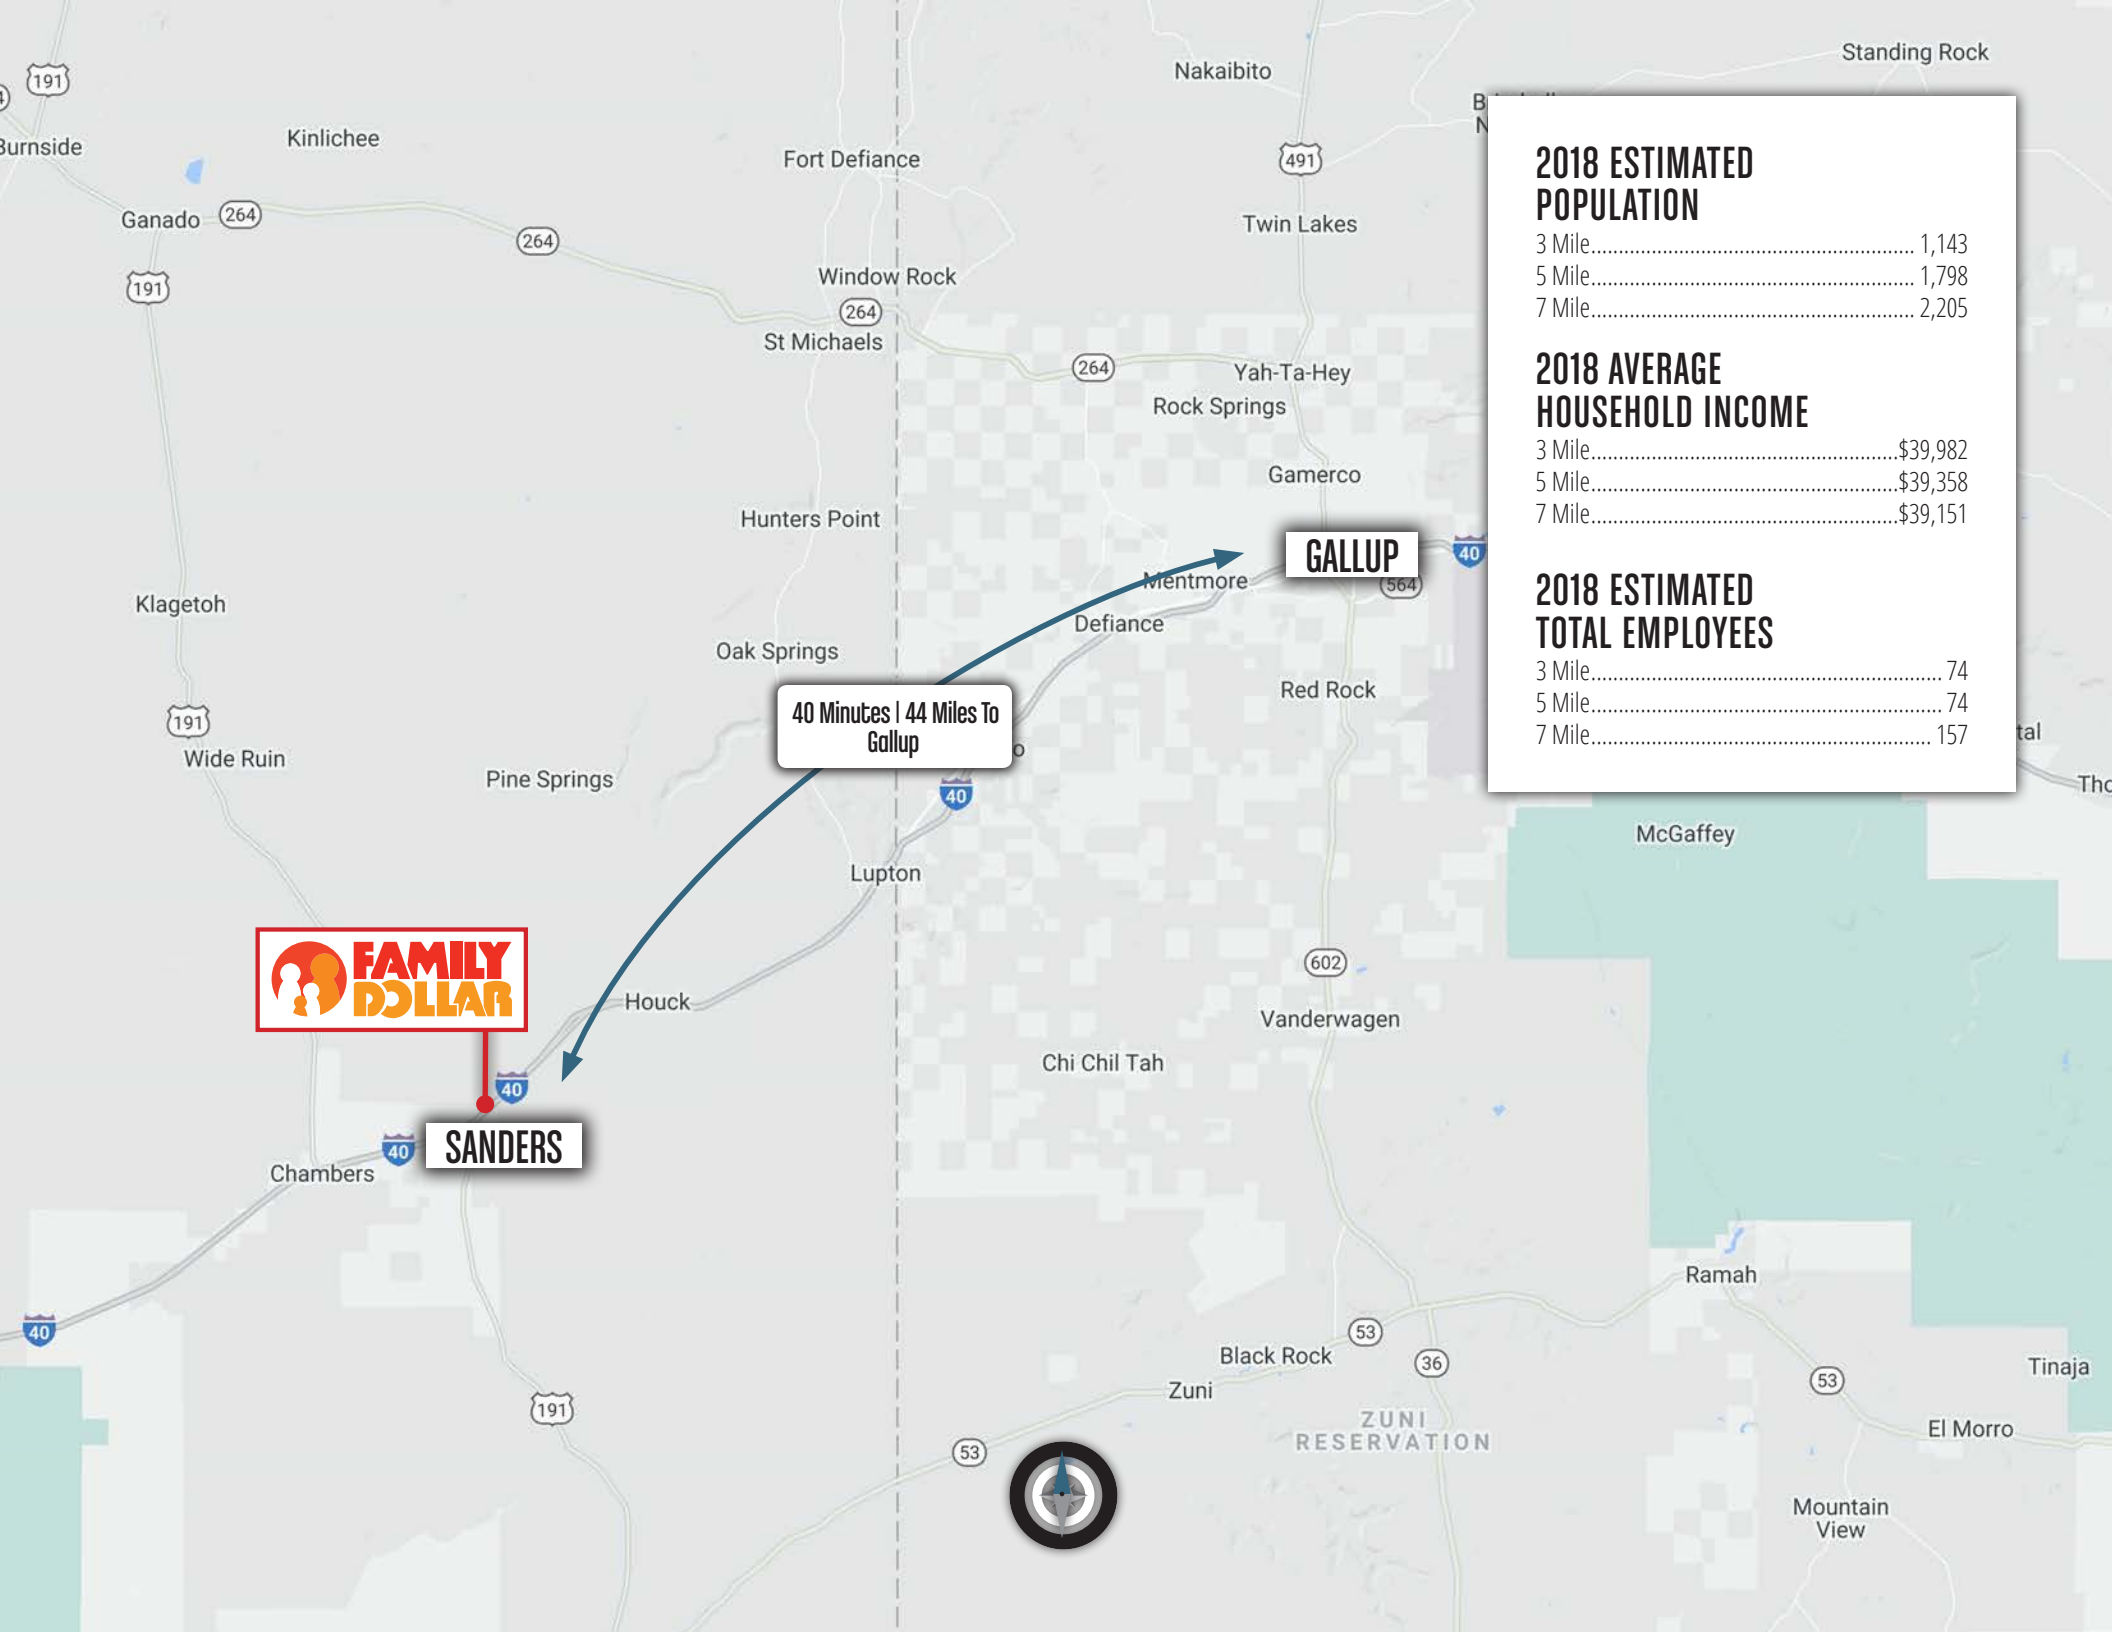 Standing Rock
Nakaibito
191
Kinlichee
Fort Defiance
491
Ganado
264
264
Twin Lakes
191
Window Rock
264
St Michaels
264
Yah-Ta-Hey
Rock Springs
Gamerco
Hunters Point
GALLUP
40
564
Mentmore
Defiance
Klagetoh
Oak Springs
Red Rock
191
Wide Ruin
40 Minutes | 44 Miles To
Gallup
Pine Springs
40
McGaffey
Lupton
FAMILY
DOLLAR
602
Houck
Vanderwagen
Chi Chil Tah
40
SANDERS
40
Chambers
40
Ramah
53
Black Rock
36
Zuni
53
Tinaja
191
ZUNI
RESERVATION
El Morro
53
Mountain
View
2018 ESTIMATED
POPULATION
3 Mile........ 1,143
5 Mile........ 1,798
7 Mile........ 2,205
2018 AVERAGE
HOUSEHOLD INCOME
3 Mile........$39,982
5 Mile........$39,358
7 Mile........$39,151
2018 ESTIMATED
TOTAL EMPLOYEES
3 Mile........ 74
5 Mile........ 74
7 Mile........ 157